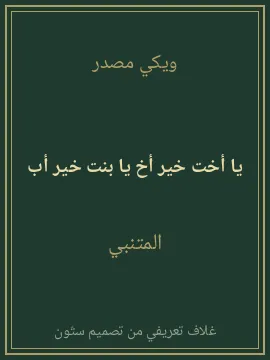 ويكي مصدر
يا أخت خير أخ يا بنت خير أب
المتنبي
غلاف تعريفي من تصميم سثون